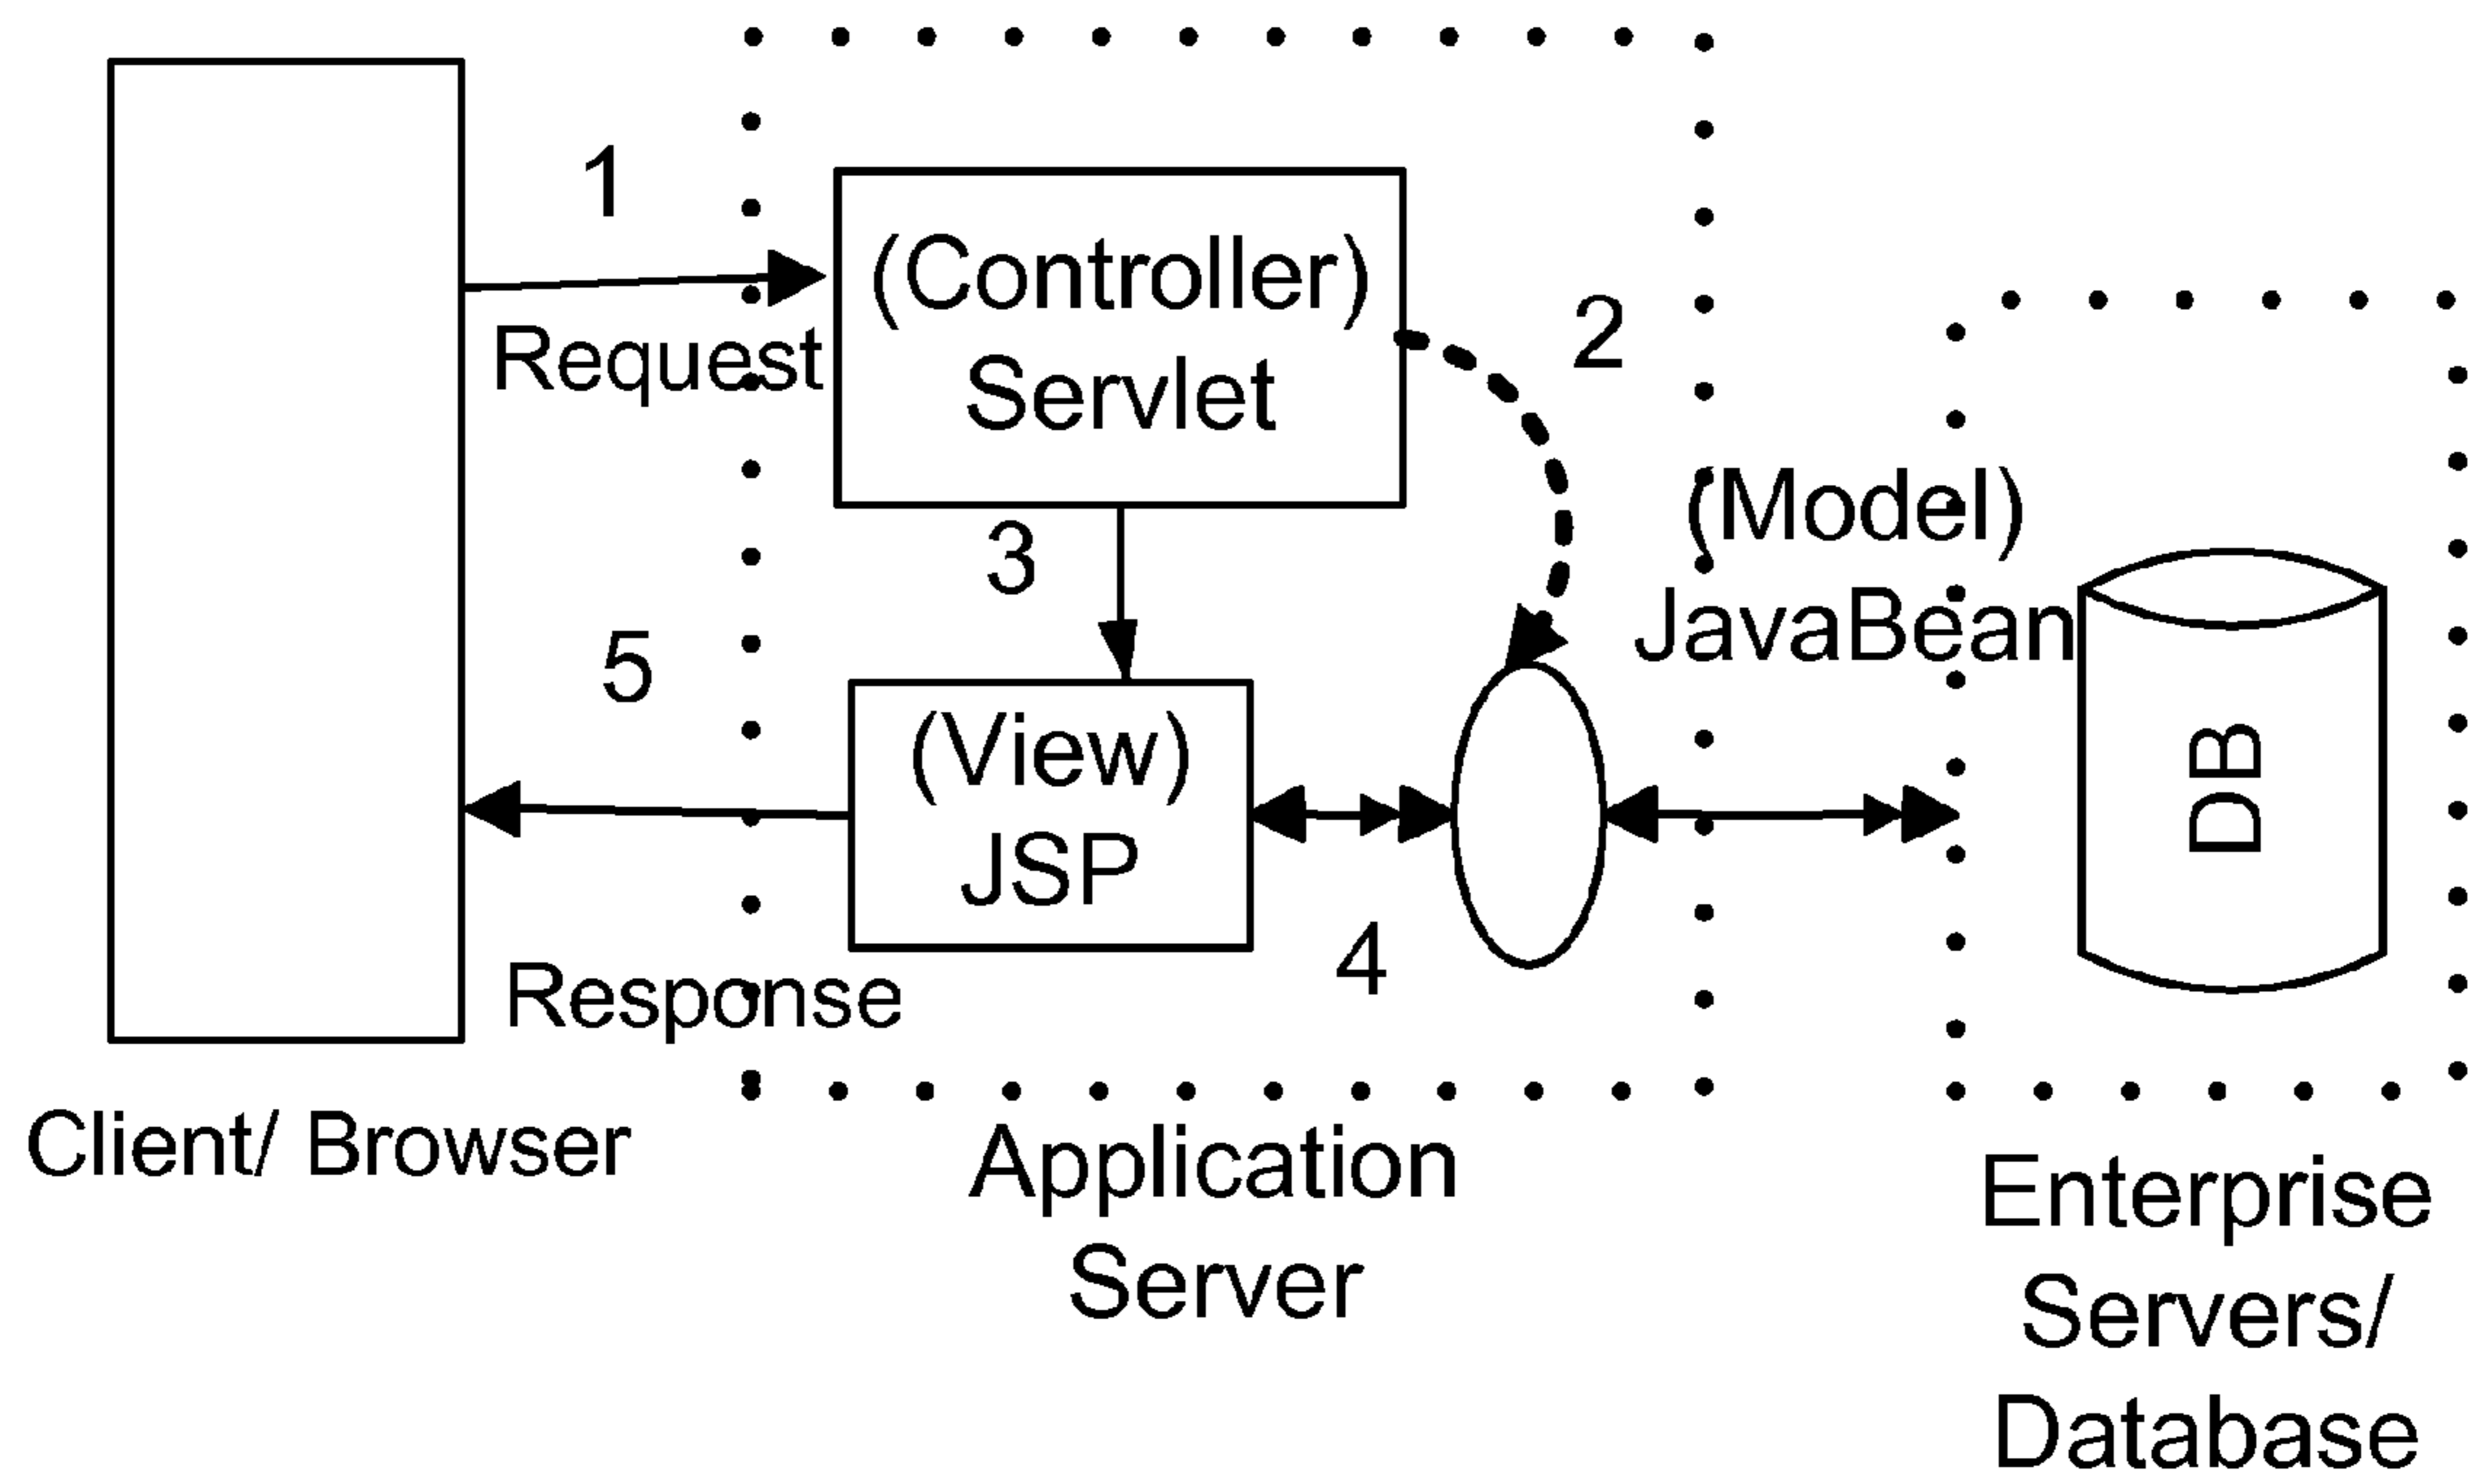 1
Request
(Controller)
Servlet
2
3
(Model)
JavaBean
5
(View)
JSP
4
DB
Response
Client/ Browser
Application
Server
Enterprise
Servers/
Database